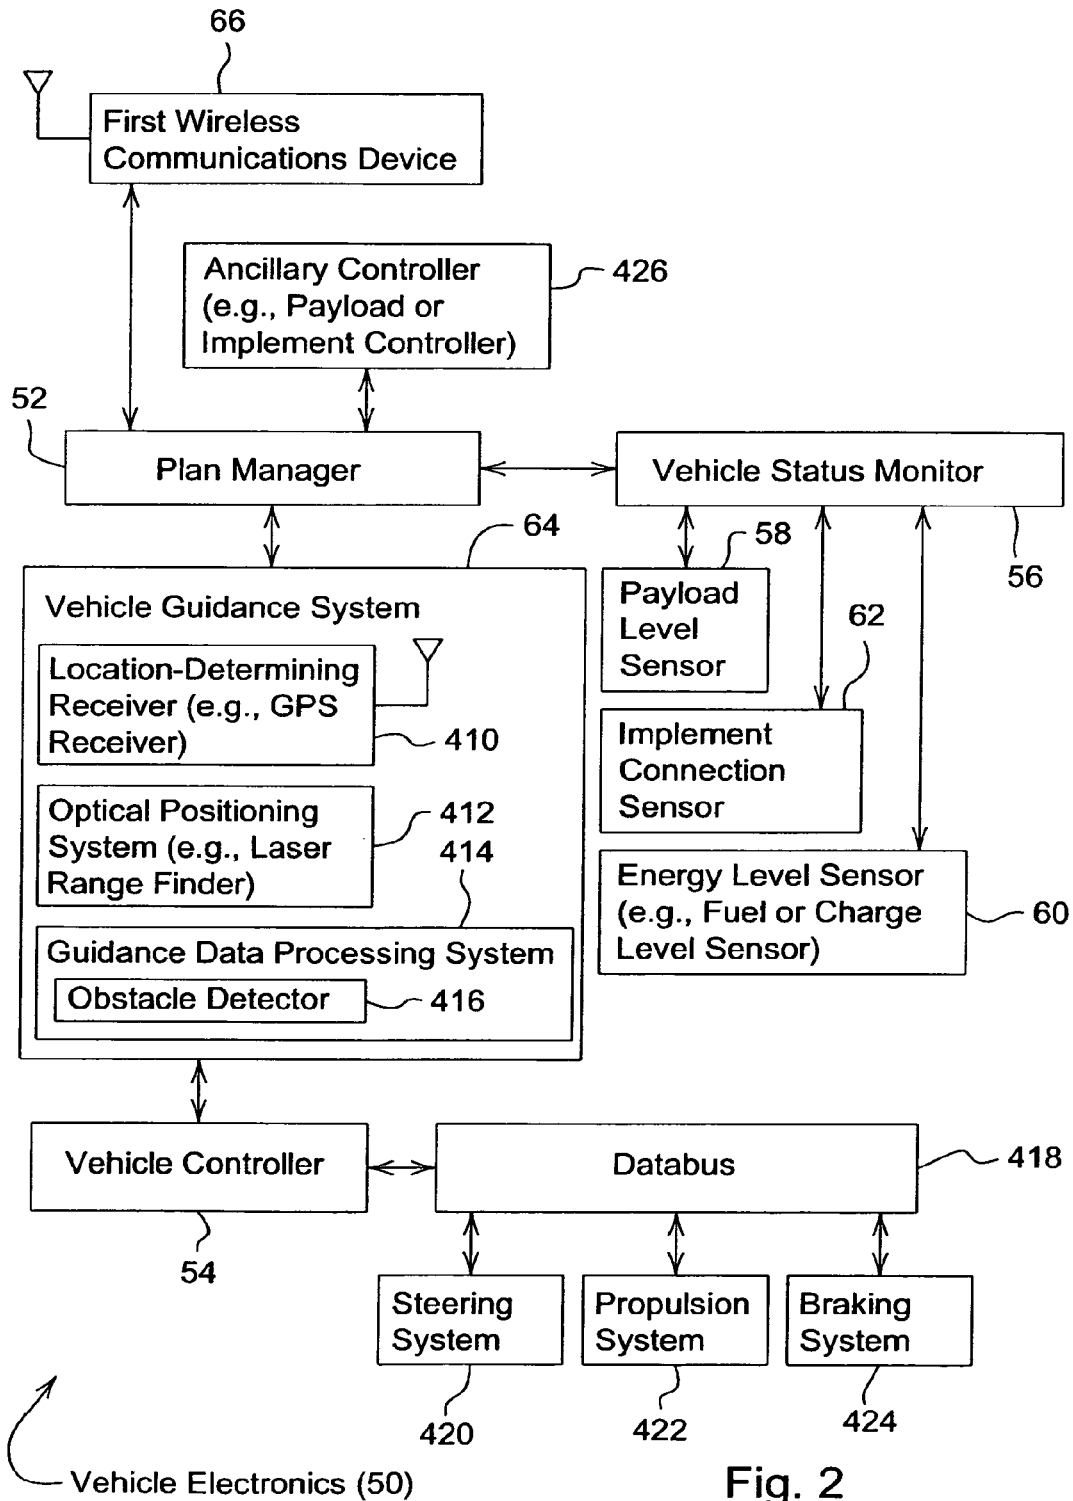 66
First Wireless
Communications Device
Ancillary Controller
(e.g., Payload or
Implement Controller)
426
52
Plan Manager
Vehicle Status Monitor
64
58
56
Vehicle Guidance System
Payload
Level
Sensor
62
Location-Determining
Receiver (e.g., GPS
Receiver)
410
Implement
Connection
Sensor
Optical Positioning
System (e.g., Laser
Range Finder)
412
414
Energy Level Sensor
(e.g., Fuel or Charge
Level Sensor)
60
Guidance Data Processing System
Obstacle Detector
416
Vehicle Controller
Databus
418
54
Steering
System
Propulsion
System
Braking
System
420
422
424
Vehicle Electronics (50)
Fig. 2